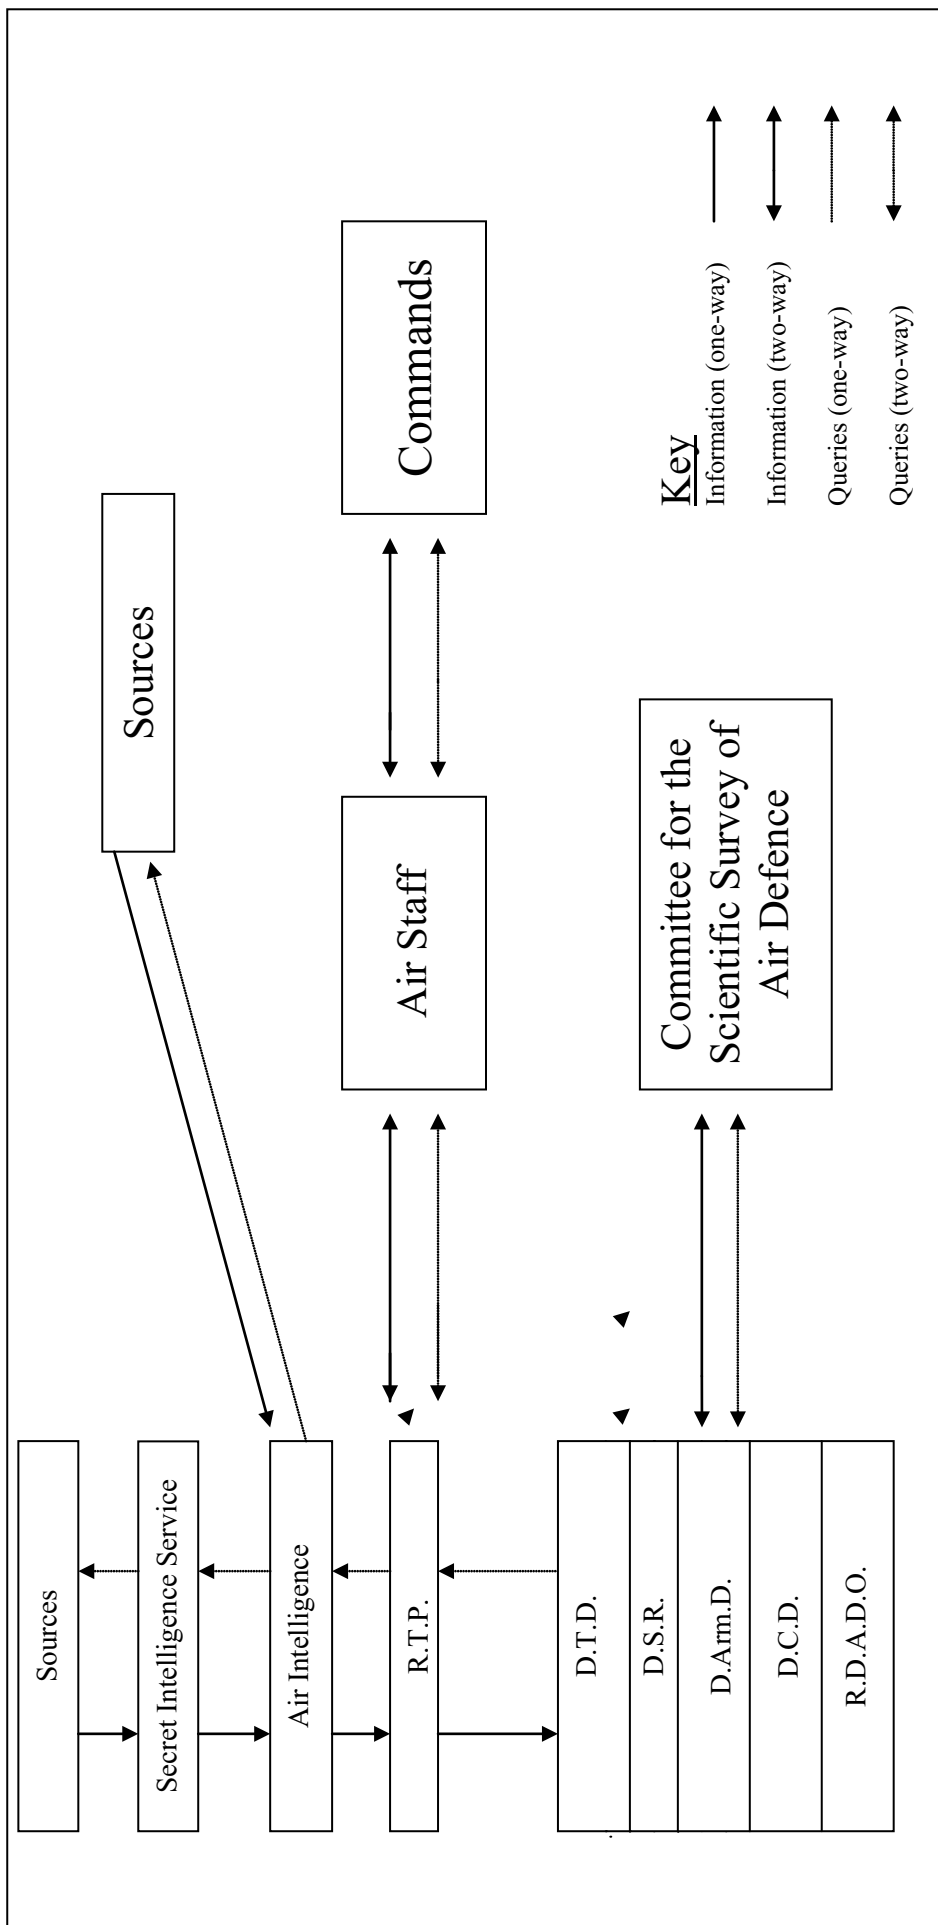 Sources
Secret Intelligence Service
Air Intelligence
R.T.P.
D.T.D.
D.S.R.
D.Arm.D.
D.C.D.
R.D.A.D.O.
Sources
Air Staff
Commands
Committee for the
Scientific Survey of
Air Defence
Key
Information (one-way)
Information (two-way)
Queries (one-way)
Queries (two-way)